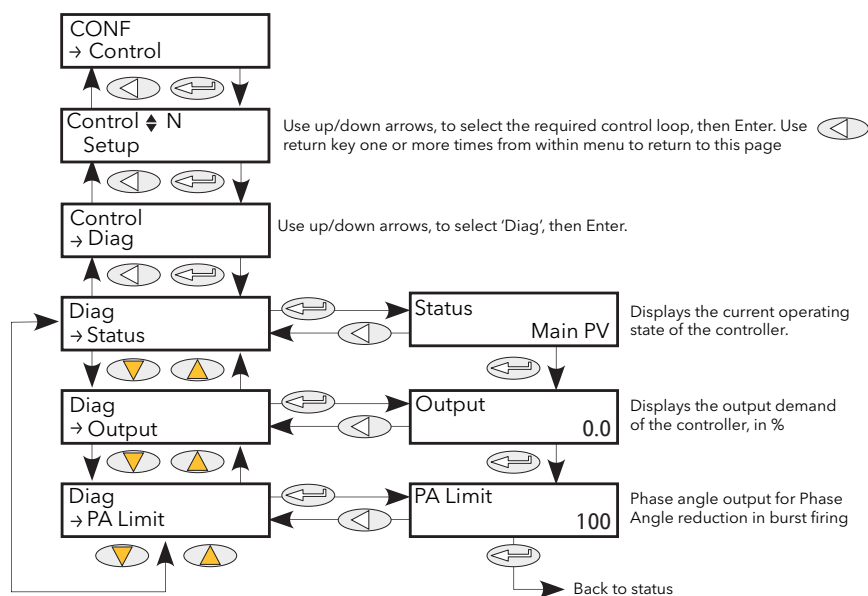 CONF
→ Control
Control ♦ N
Setup
Use up/down arrows, to select the required control loop, then Enter. Use
return key one or more times from within menu to return to this page
Control
→ Diag
Use up/down arrows, to select ‘Diag’, then Enter.
Diag
→ Status
Status
Main PV
Displays the current operating
state of the controller.
Diag
→ Output
Output
0.0
Displays the output demand
of the controller, in %
Diag
→ PA Limit
PA Limit
100
Phase angle output for Phase
Angle reduction in burst firing
Back to status